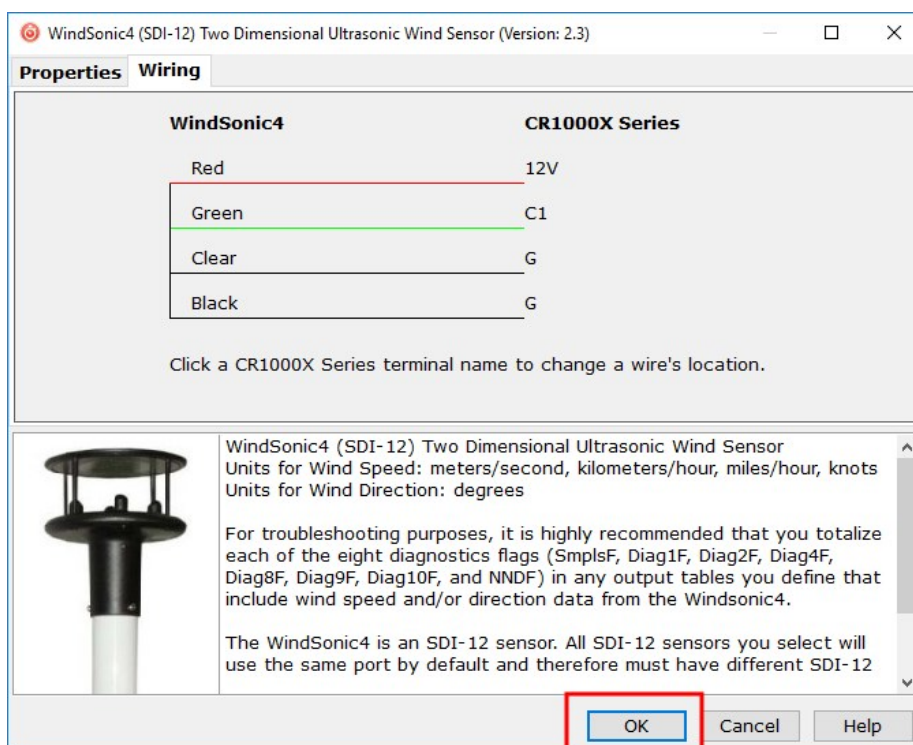 WindSonic4 (SDI-12) Two Dimensional Ultrasonic Wind Sensor (Version: 2.3)
Properties Wiring
WindSonic4 CR1000X Series
Red 12V
Green C1
Clear G
Black G
Click a CR1000X Series terminal name to change a wire's location.
WindSonic4 (SDI-12) Two Dimensional Ultrasonic Wind Sensor
Units for Wind Speed: meters/second, kilometers/hour, miles/hour, knots
Units for Wind Direction: degrees
For troubleshooting purposes, it is highly recommended that you totalize
each of the eight diagnostics flags (SmplsF, Diag1F, Diag2F, Diag4F,
Diag8F, Diag9F, Diag10F, and NNDF) in any output tables you define that
include wind speed and/or direction data from the Windsonic4.
The WindSonic4 is an SDI-12 sensor. All SDI-12 sensors you select will
use the same port by default and therefore must have different SDI-12
OK Cancel Help